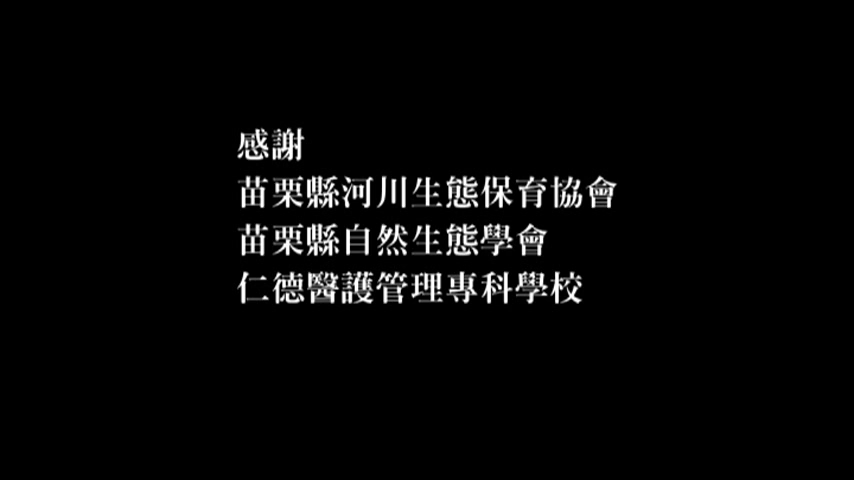 感謝
苗栗縣河川生態保育協會
苗栗縣自然生態學會
仁德醫護管理專科學校